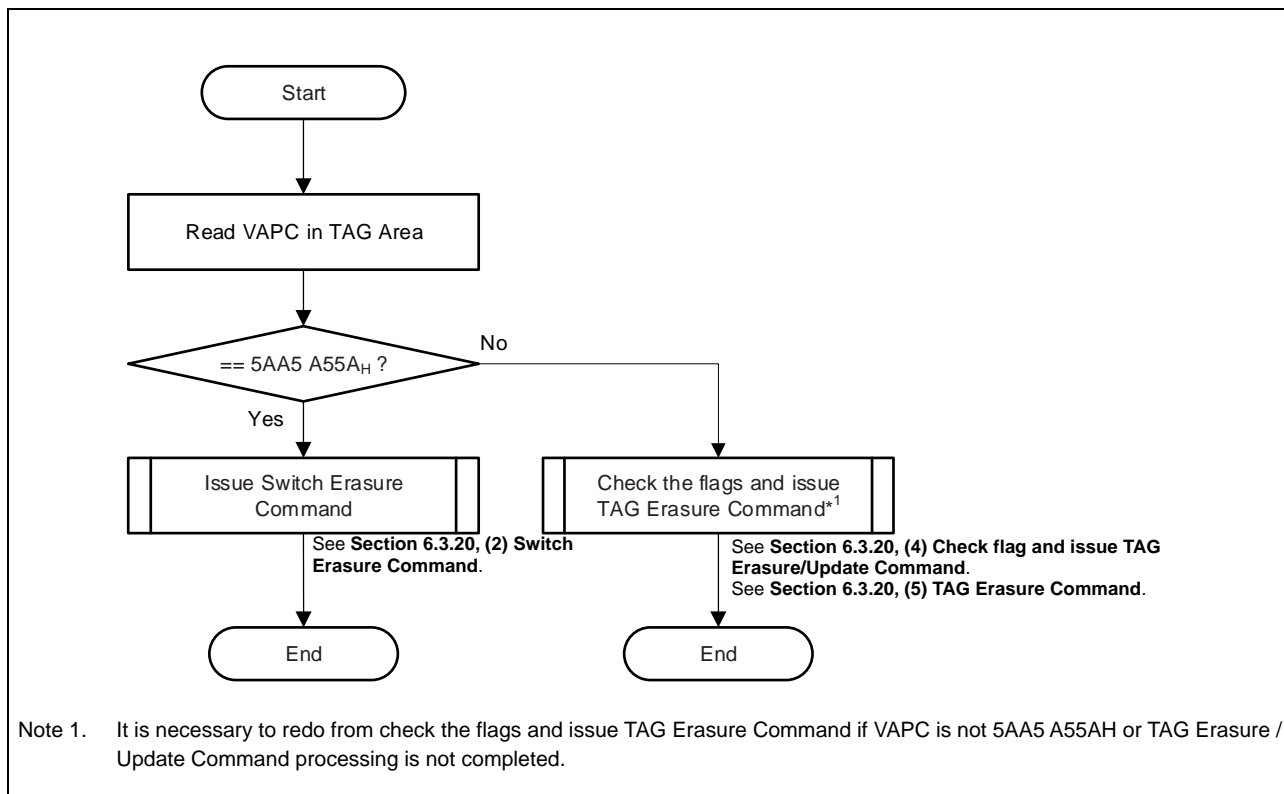 Start
Read VAPC in TAG Area
== 5AA5 A55AH ?
No
Yes
Issue Switch Erasure
Command
See Section 6.3.20, (2) Switch
Erasure Command.
Check the flags and issue
TAG Erasure Command*1
See Section 6.3.20, (4) Check flag and issue TAG
Erasure/Update Command.
See Section 6.3.20, (5) TAG Erasure Command.
End
End
Note 1. It is necessary to redo from check the flags and issue TAG Erasure Command if VAPC is not 5AA5 A55AH or TAG Erasure /
Update Command processing is not completed.